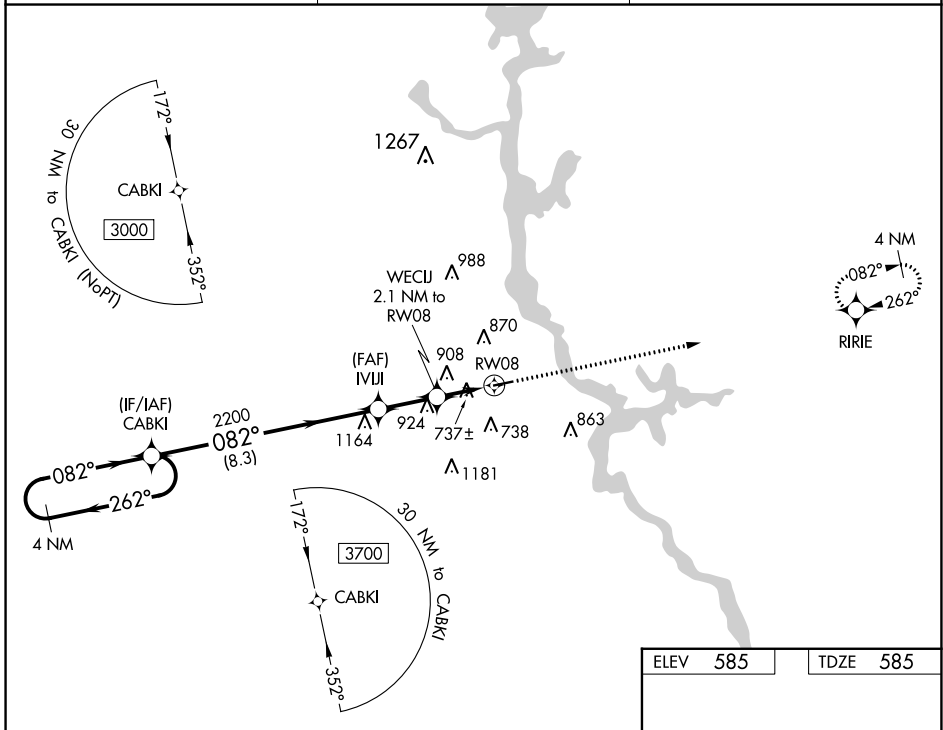 172°
CABKI
3000
352°
30 NM to CABKI (NoPT)
1267
988
WECIJ
2.1 NM to
RW08
870
908
RW08
(FAF)
IVIJI
4 NM
082°
262°
RIRIE
(IF/IAF)
CABKI
2200
082°
(8.3)
1164
924
737±
738
863
1181
082°
262°
4 NM
172°
3700
CABKI
352°
30 NM to CABKI
ELEV 585
TDZE 585